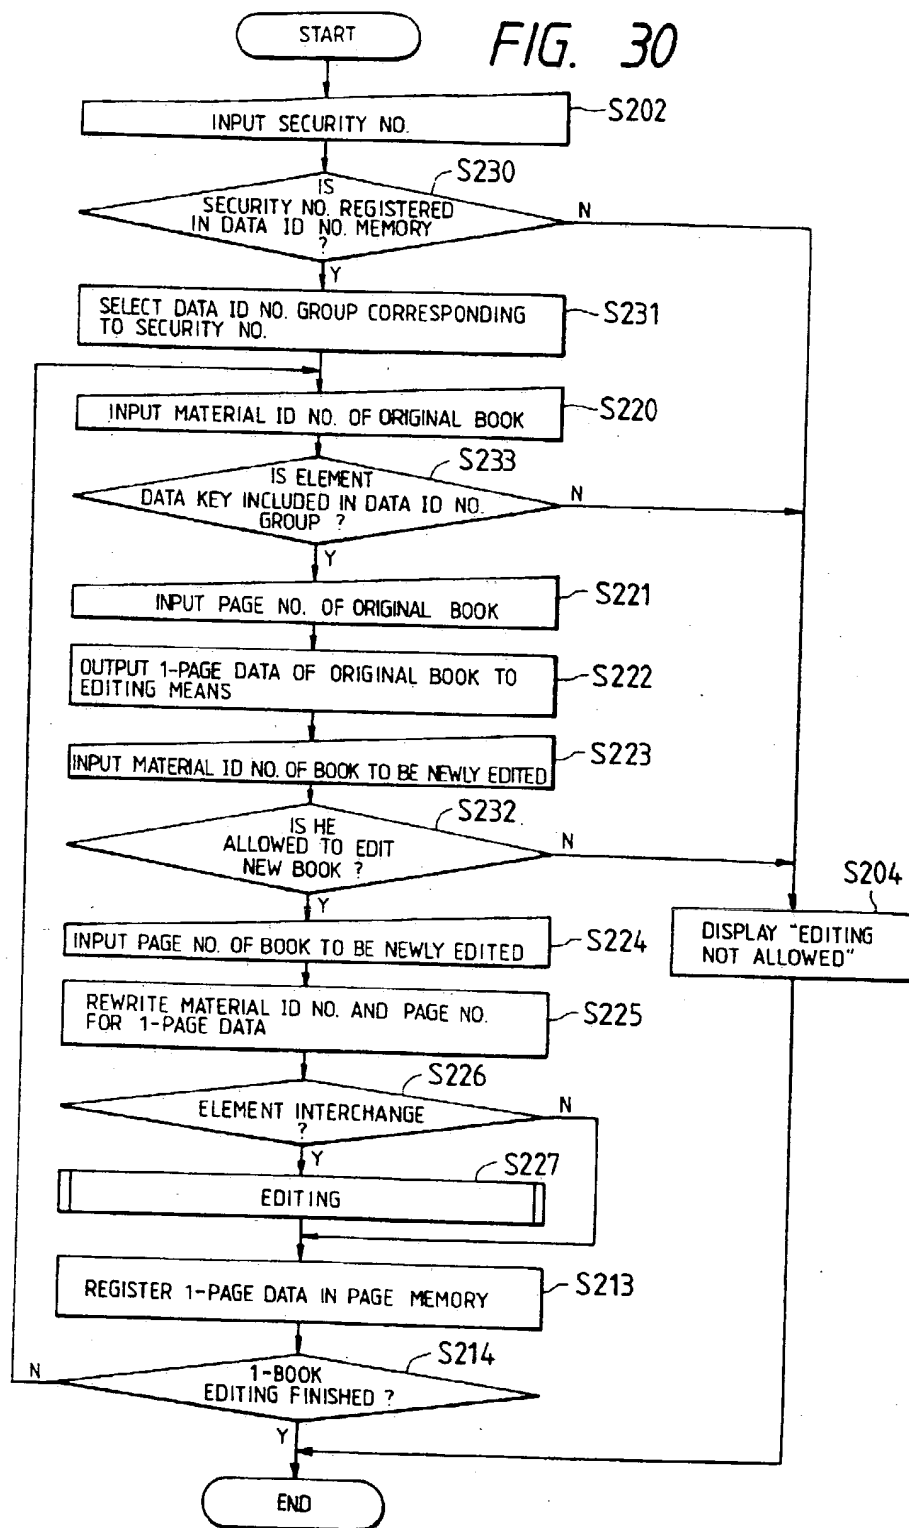 START
FIG. 30
INPUT SECURITY NO.
S202
S230
IS
SECURITY NO. REGISTERED
IN DATA ID NO. MEMORY
?
N
Y
SELECT DATA ID NO. GROUP CORRESPONDING
TO SECURITY NO.
S231
INPUT MATERIAL ID NO. OF ORIGINAL BOOK
S220
S233
IS ELEMENT
DATA KEY INCLUDED IN DATA ID NO.
GROUP ?
N
Y
INPUT PAGE NO. OF ORIGINAL BOOK
S221
OUTPUT 1-PAGE DATA OF ORIGINAL BOOK TO
EDITING MEANS
S222
INPUT MATERIAL ID NO. OF BOOK TO BE NEWLY EDITED
S223
S232
IS HE
ALLOWED TO EDIT
NEW BOOK ?
N
Y
S204
DISPLAY "EDITING
NOT ALLOWED"
INPUT PAGE NO. OF BOOK TO BE NEWLY EDITED
S224
REWRITE MATERIAL ID NO. AND PAGE NO.
FOR 1-PAGE DATA
S225
S226
ELEMENT INTERCHANGE
?
N
Y
S227
EDITING
REGISTER 1-PAGE DATA IN PAGE MEMORY
S213
S214
1-BOOK
EDITING FINISHED ?
N
Y
END